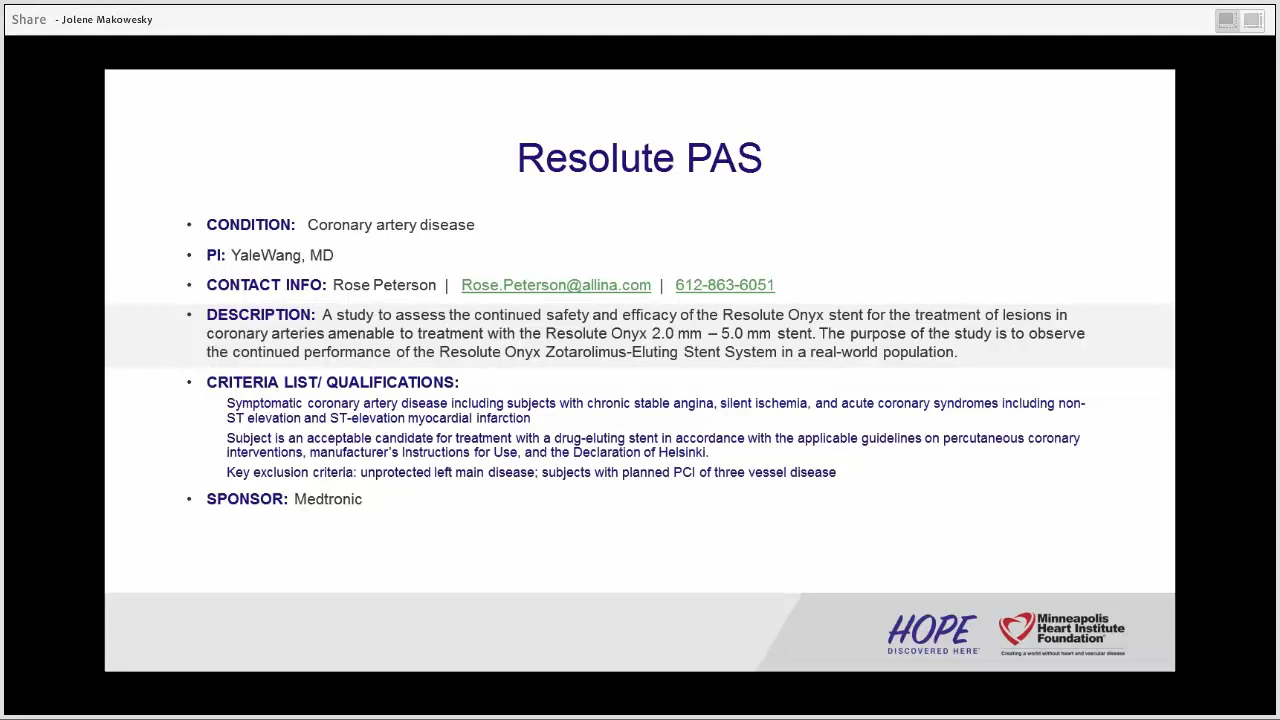 Share - Jolene Makowesky
Resolute PAS
• CONDITION: Coronary artery disease
• PI: YaleWang, MD
• CONTACT INFO: Rose Peterson | Rose.Peterson@allina.com | 612-863-6051
• DESCRIPTION: A study to assess the continued safety and efficacy of the Resolute Onyx stent for the treatment of lesions in
coronary arteries amenable to treatment with the Resolute Onyx 2.0 mm – 5.0 mm stent. The purpose of the study is to observe
the continued performance of the Resolute Onyx Zotarolimus-Eluting Stent System in a real-world population.
• CRITERIA LIST/ QUALIFICATIONS:
Symptomatic coronary artery disease including subjects with chronic stable angina, silent ischemia, and acute coronary syndromes including non-
ST elevation and ST-elevation myocardial infarction
Subject is an acceptable candidate for treatment with a drug-eluting stent in accordance with the applicable guidelines on percutaneous coronary
interventions, manufacturer's Instructions for Use, and the Declaration of Helsinki.
Key exclusion criteria: unprotected left main disease; subjects with planned PCI of three vessel disease
• SPONSOR: Medtronic
HOPE
DISCOVERED HERE™
Minneapolis
Heart Institute
Foundation®
Creating a world without heart and vascular disease